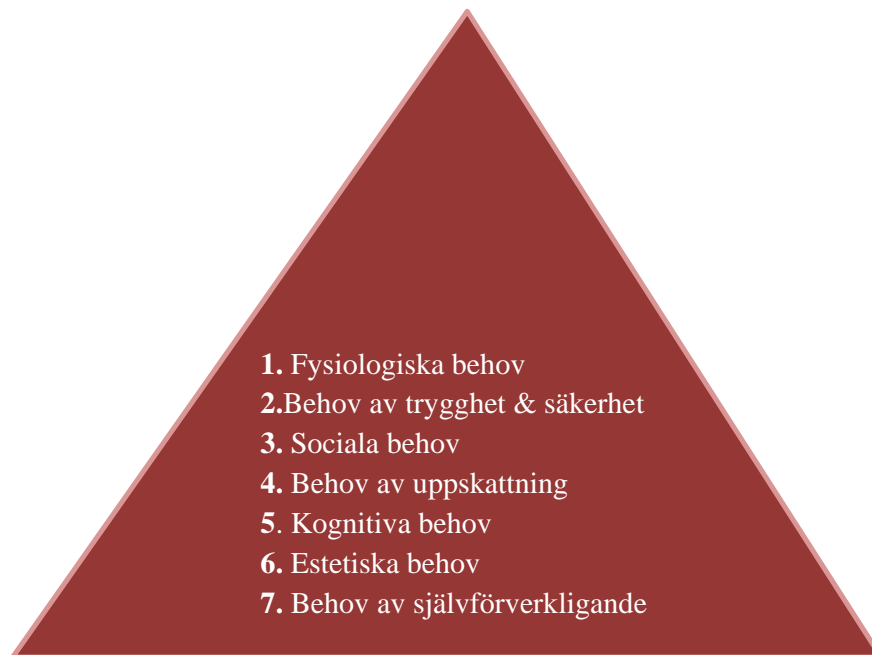 1. Fysiologiska behov
2.Behov av trygghet & säkerhet
3. Sociala behov
4. Behov av uppskattning
5. Kognitiva behov
6. Estetiska behov
7. Behov av självförverkligande